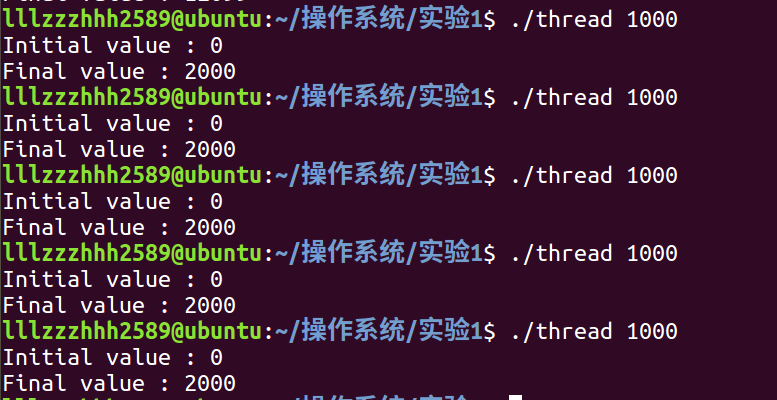 lllzzzhhh2589@ubuntu:~/操作系统/实验1$ ./thread 1000
Initial value : 0
Final value : 2000
lllzzzhhh2589@ubuntu:~/操作系统/实验1$ ./thread 1000
Initial value : 0
Final value : 2000
lllzzzhhh2589@ubuntu:~/操作系统/实验1$ ./thread 1000
Initial value : 0
Final value : 2000
lllzzzhhh2589@ubuntu:~/操作系统/实验1$ ./thread 1000
Initial value : 0
Final value : 2000
lllzzzhhh2589@ubuntu:~/操作系统/实验1$ ./thread 1000
Initial value : 0
Final value : 2000